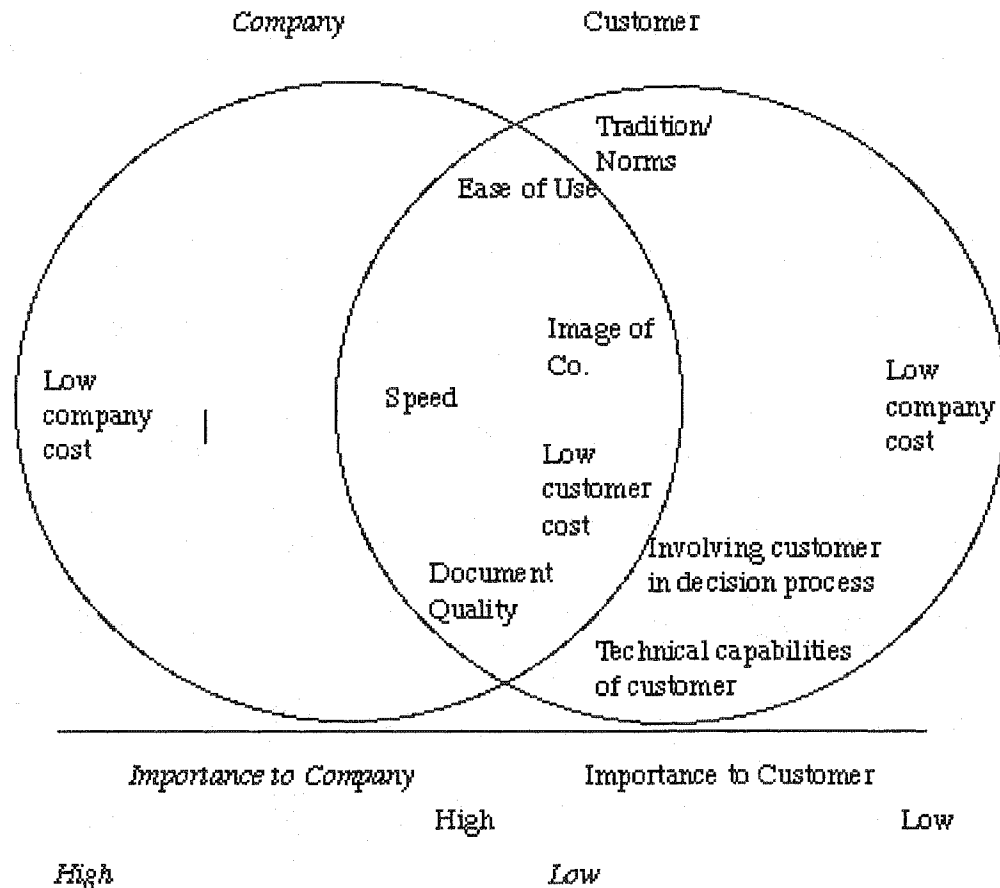 Company
Customer
Tradition/
Norms
Ease of Use
Image of
Co.
Low
company
cost
Speed
Low
company
cost
Low
customer
cost
Involving customer
in decision process
Document
Quality
Technical capabilities
of customer
Importance to Company
Importance to Customer
High
Low
High
Low